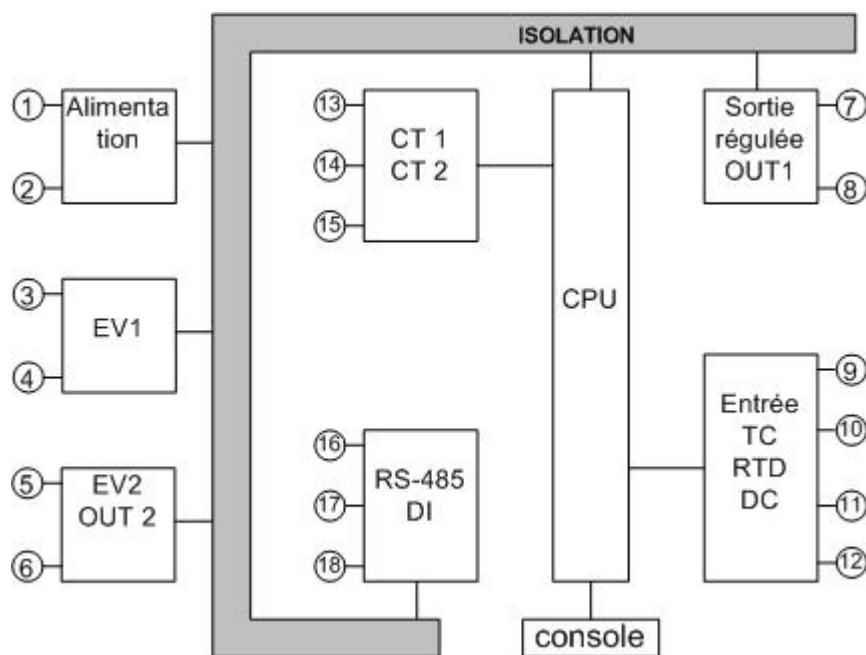 ISOLATION
1
Alimenta
tion
2
3
EV1
4
5
EV2
OUT 2
6
13
CT 1
14
CT 2
15
16
RS-485
17
DI
18
CPU
console
Sortie
régulée
OUT1
7
8
Entrée
TC
RTD
DC
9
10
11
12